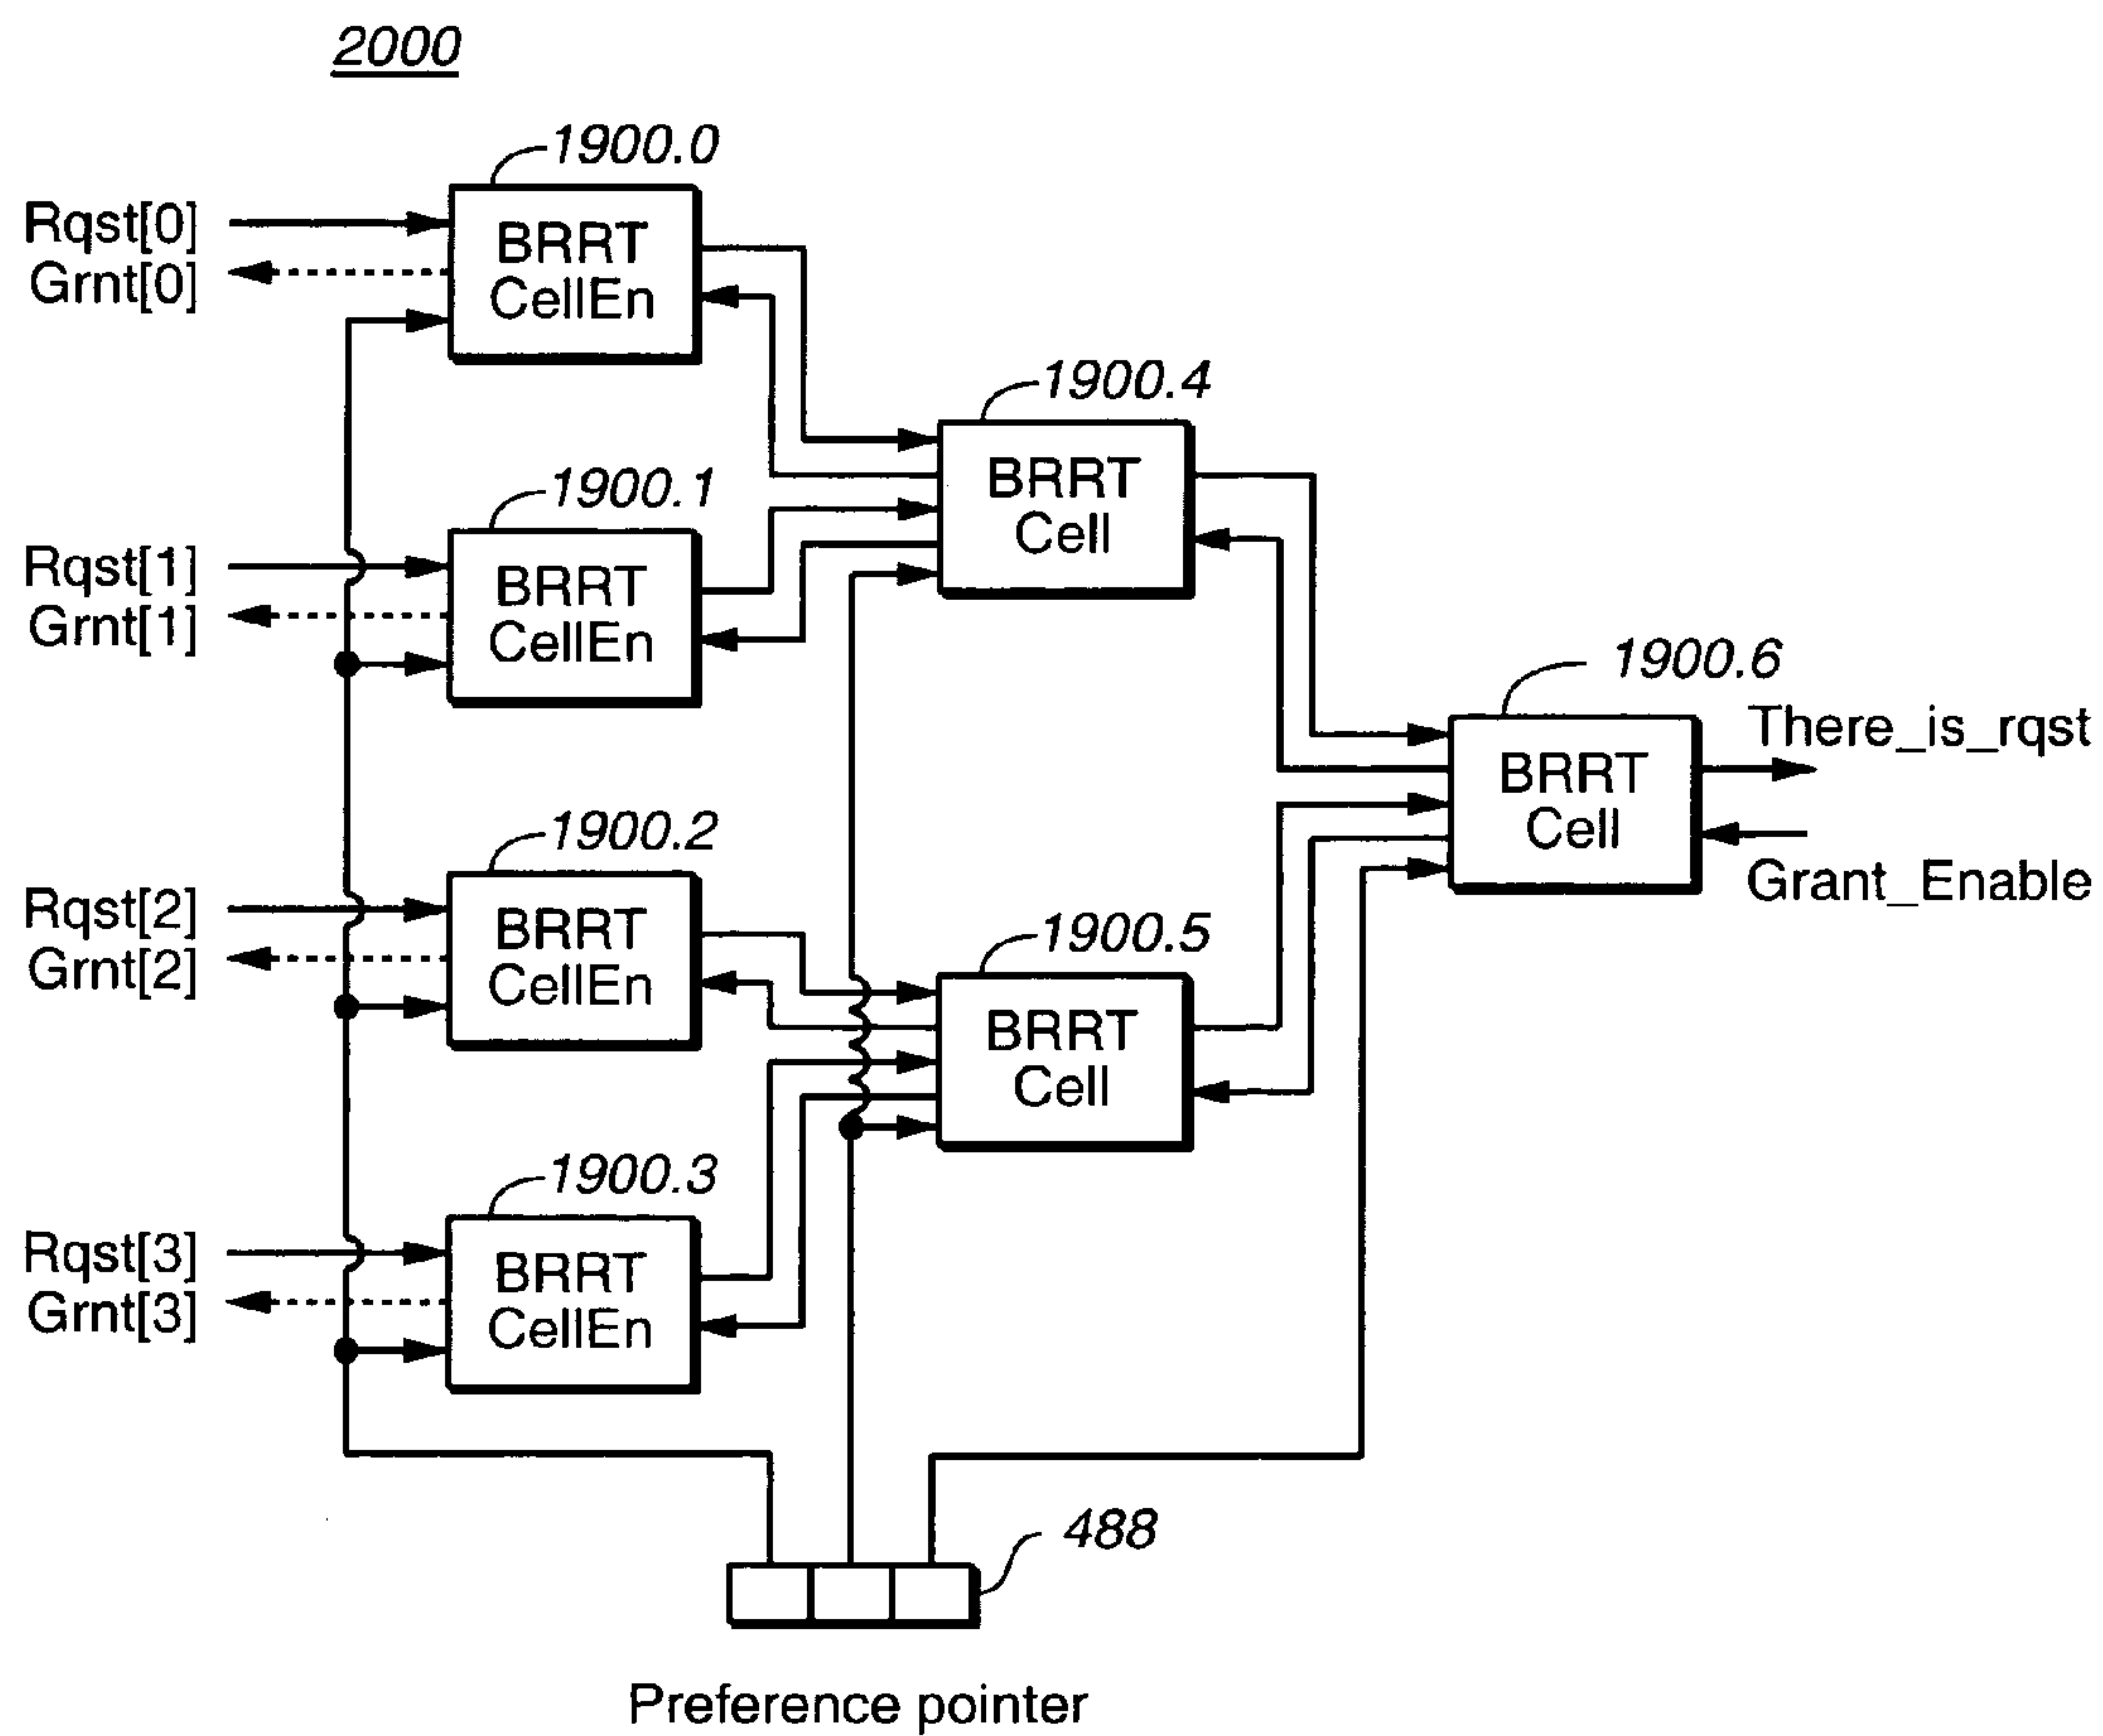 2000
1900.0
Rqst[0]
Grnt[0]
BRRT
CellEn
1900.4
BRRT
Cell
1900.1
Rqst[1]
Grnt[1]
BRRT
CellEn
1900.6
There_is_rqst
BRRT
Cell
Grant_Enable
1900.2
Rqst[2]
Grnt[2]
BRRT
CellEn
1900.5
BRRT
Cell
1900.3
Rqst[3]
Grnt[3]
BRRT
CellEn
488
Preference pointer